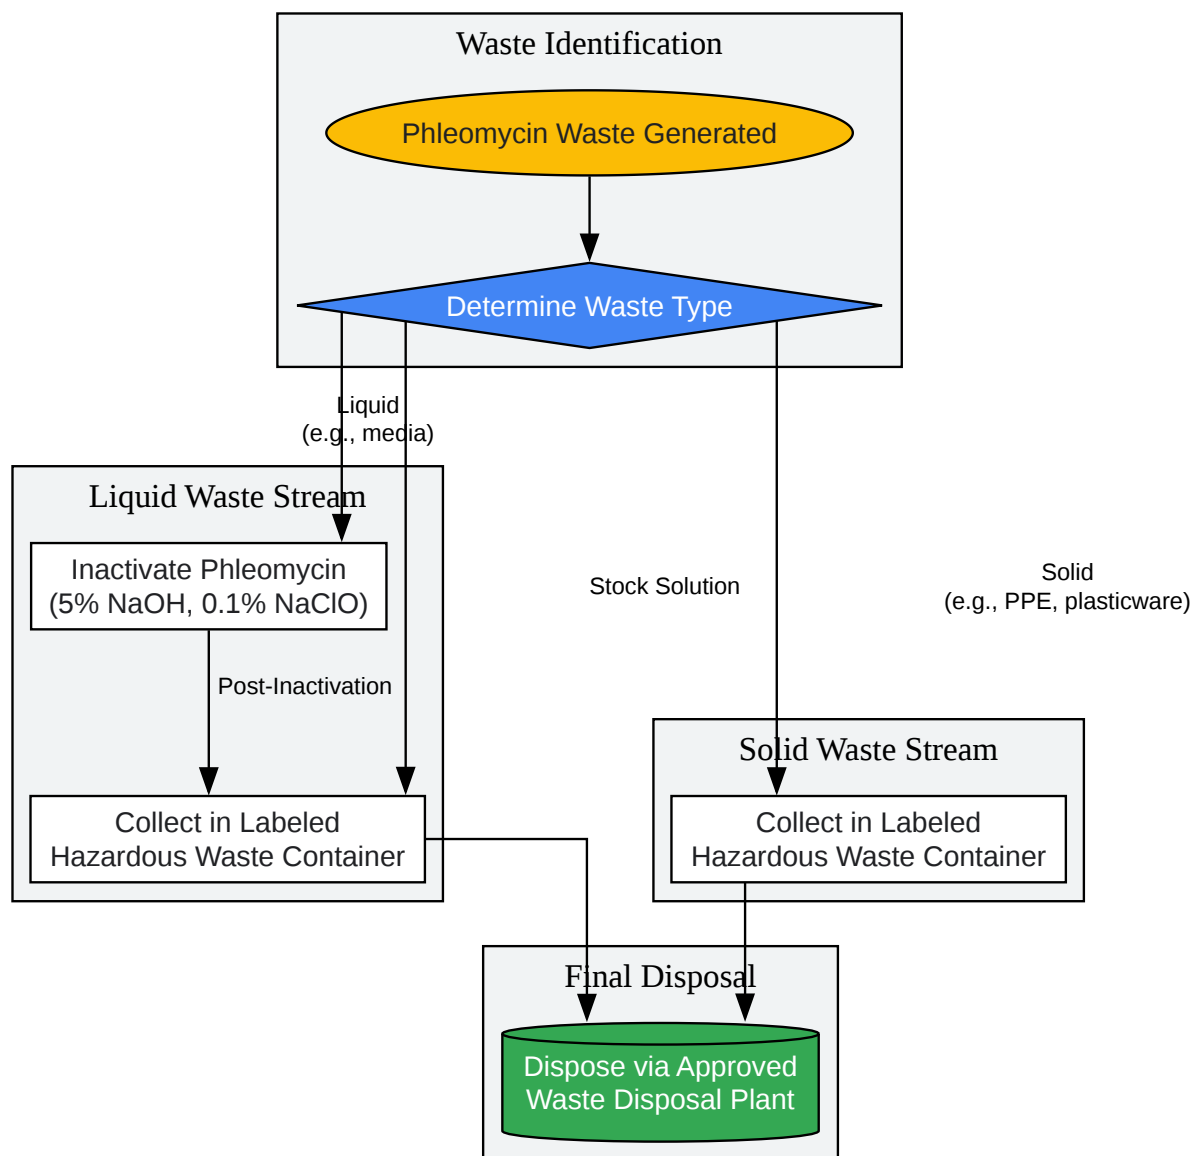 Waste Identification
Phleomycin Waste Generated
Determine Waste Type
Liquid
(e.g., media)
Liquid Waste Stream
Inactivate Phleomycin
(5% NaOH, 0.1% NaClO)
Stock Solution
Solid
(e.g., PPE, plasticware)
Post-Inactivation
Solid Waste Stream
Collect in Labeled
Hazardous Waste Container
Collect in Labeled
Hazardous Waste Container
Final Disposal
Dispose via Approved
Waste Disposal Plant